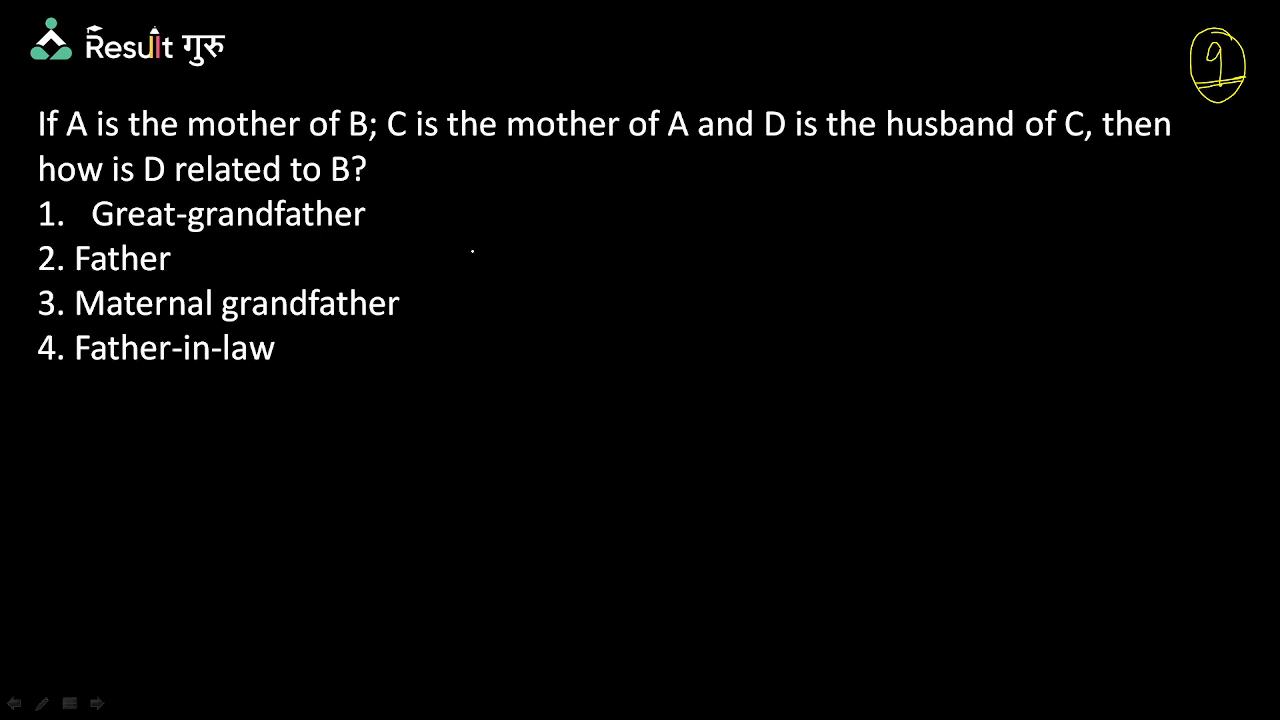 Result गुरु
9
If A is the mother of B; C is the mother of A and D is the husband of C, then
how is D related to B?
1. Great-grandfather
2. Father
3. Maternal grandfather
4. Father-in-law